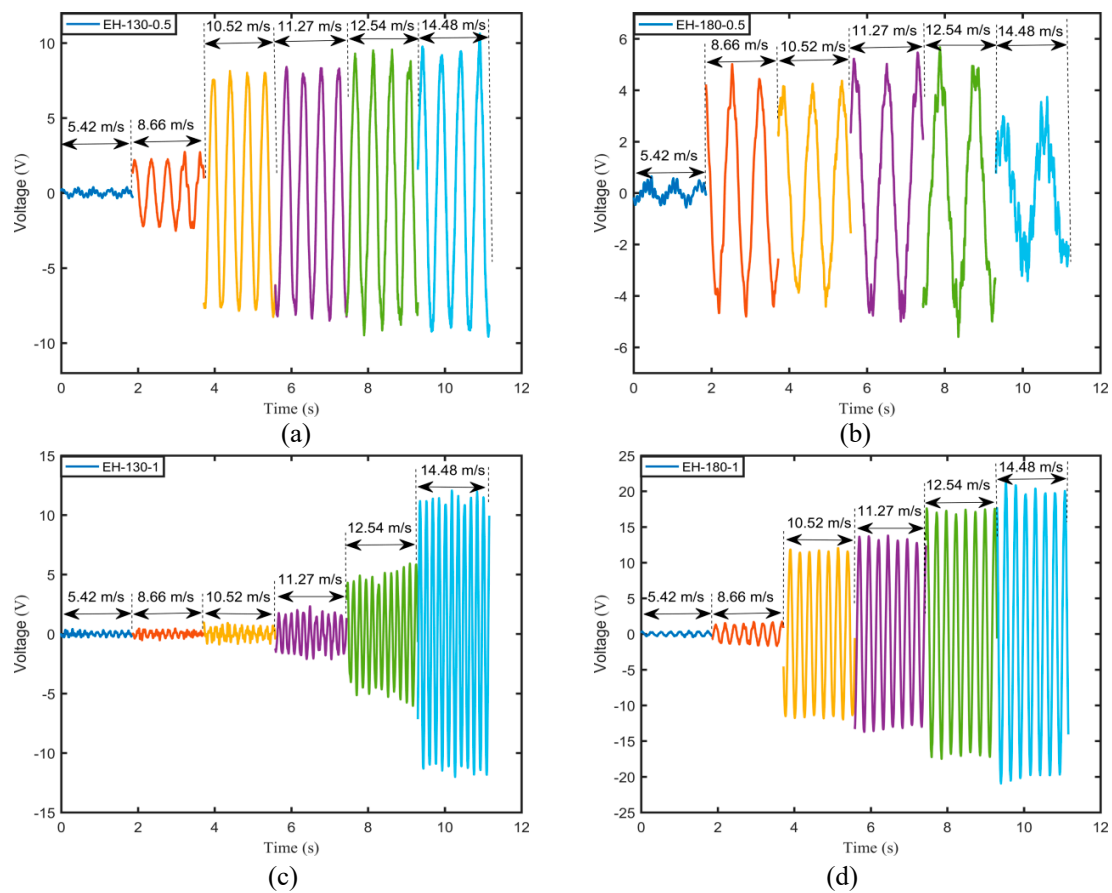 EH-130-0.5
5.42 m/s
8.66 m/s
10.52 m/s
11.27 m/s
12.54 m/s
14.48 m/s
Voltage (V)
10
5
0
-5
-10
0
2
4
6
8
10
12
Time (s)
(a)
EH-180-0.5
5.42 m/s
8.66 m/s
10.52 m/s
11.27 m/s
12.54 m/s
14.48 m/s
Voltage (V)
6
4
2
0
-2
-4
-6
0
2
4
6
8
10
12
Time (s)
(b)
EH-130-1
5.42 m/s
8.66 m/s
10.52 m/s
11.27 m/s
12.54 m/s
14.48 m/s
Voltage (V)
15
10
5
0
-5
-10
-15
0
2
4
6
8
10
12
Time (s)
(c)
EH-180-1
5.42 m/s
8.66 m/s
10.52 m/s
11.27 m/s
12.54 m/s
14.48 m/s
Voltage (V)
25
20
15
10
5
0
-5
-10
-15
-20
-25
0
2
4
6
8
10
12
Time (s)
(d)